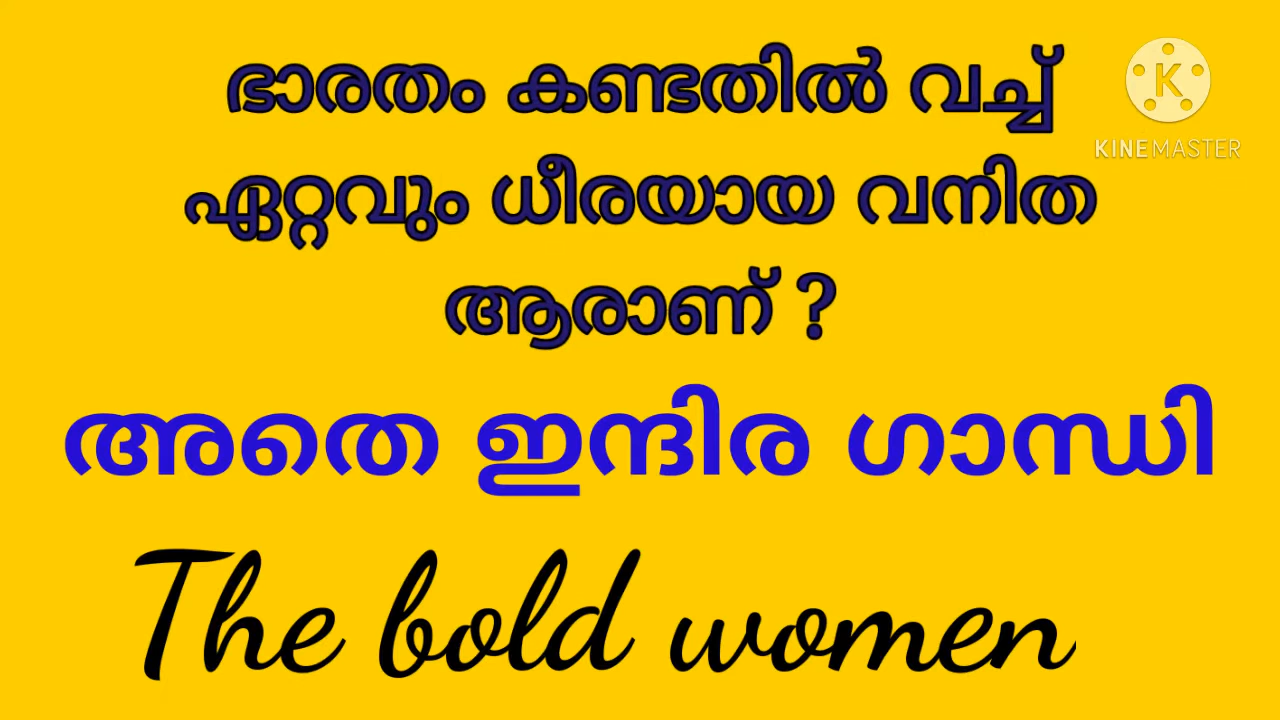 ഭാരതം കണ്ടതിൽ വച്ച്
K
KINEMASTER
ഏറ്റവും ധീരയായ വനിത
ആരാണ് ?
അതെ ഇന്ദിര ഗാന്ധി
The bold women